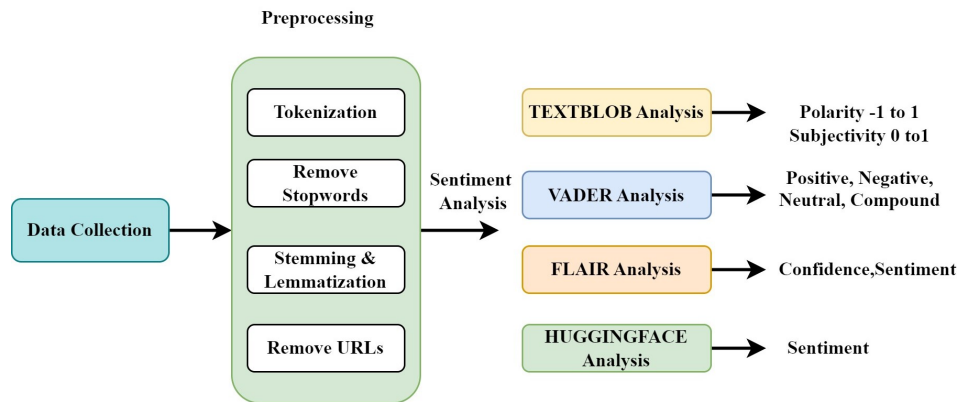 Preprocessing
Data Collection
Tokenization
Remove
Stopwords
Stemming &
Lemmatization
Remove URLs
Sentiment
Analysis
TEXTBLOB Analysis
Polarity -1 to 1
Subjectivity 0 to1
VADER Analysis
Positive, Negative,
Neutral, Compound
FLAIR Analysis
Confidence,Sentiment
HUGGINGFACE
Analysis
Sentiment